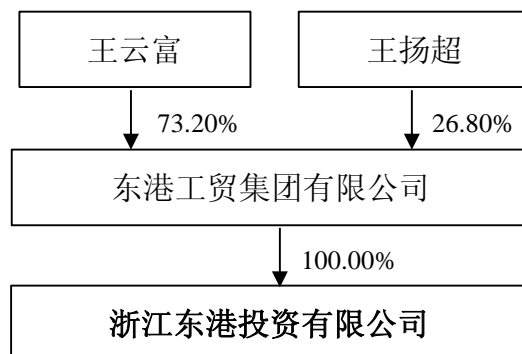 王云富 王扬超
73.20% 26.80%
东港工贸集团有限公司
100.00%
浙江东港投资有限公司